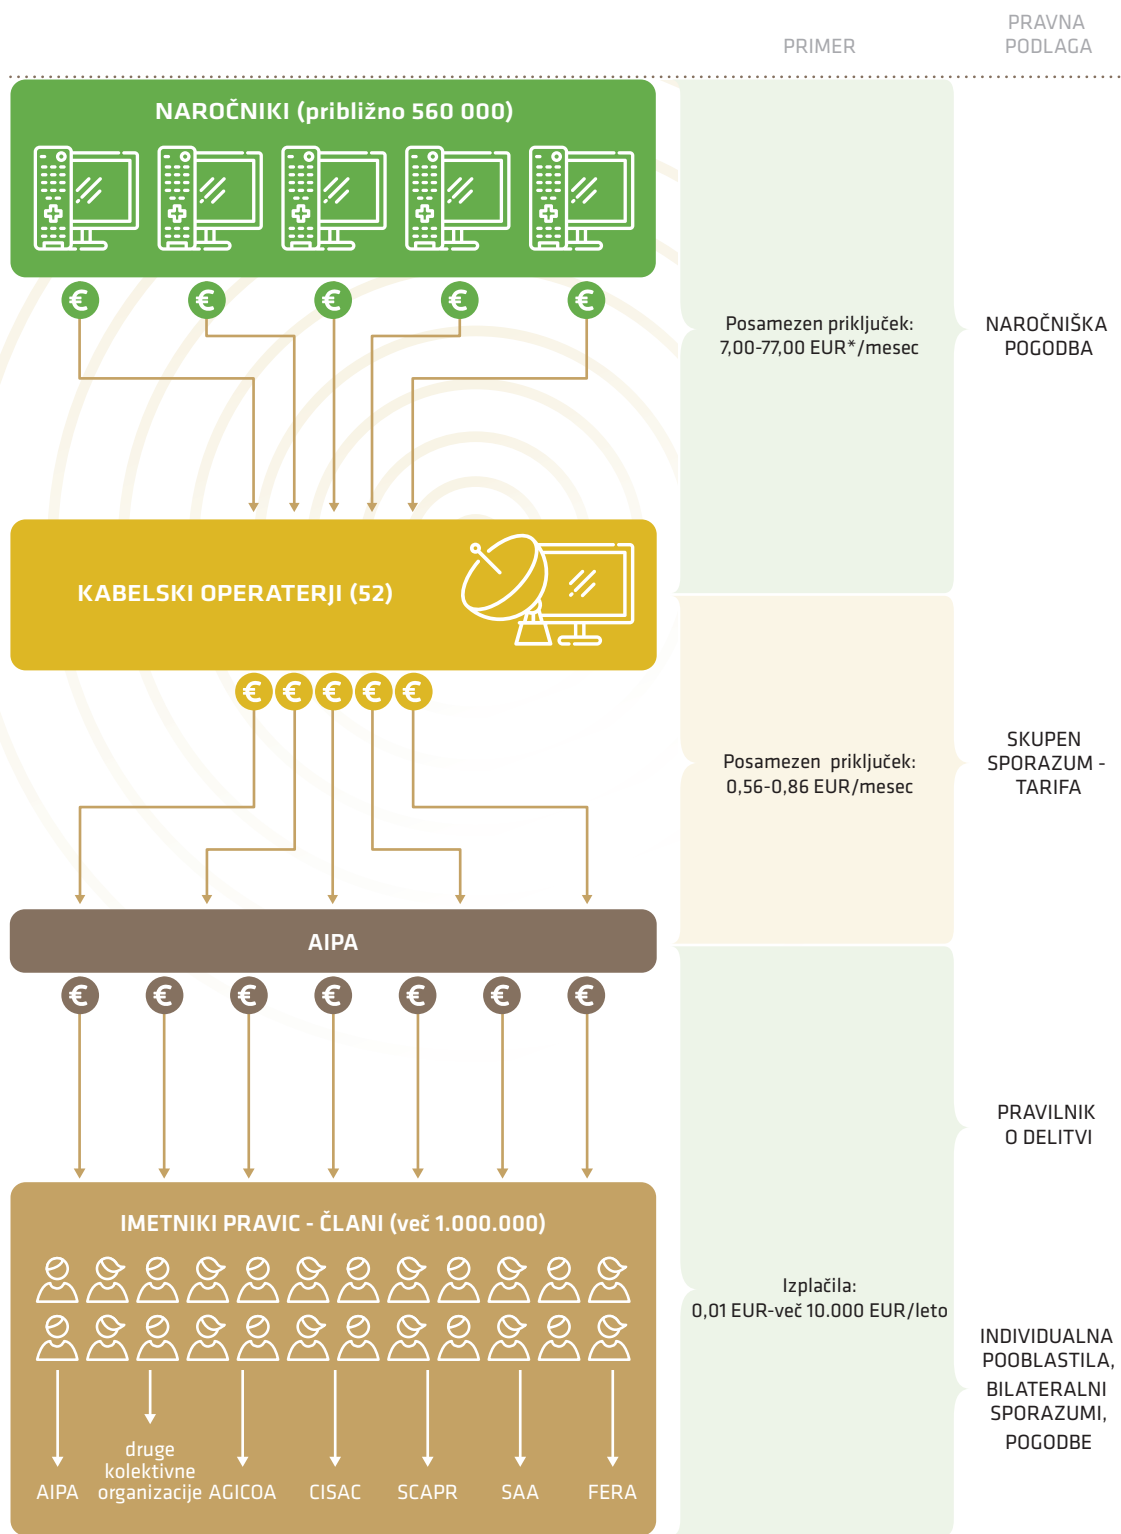 PRIMER
PRAVNA
PODLAGA
NAROČNIKI (približno 560 000)
€ € € € €
Posamezen priključek:
7,00-77,00 EUR*/mesec
NAROČNIŠKA
POGODBA
KABELSKI OPERATERJI (52)
€ € € € €
Posamezen priključek:
0,56-0,86 EUR/mesec
SKUPEN
SPORAZUM -
TARIFA
AIPA
€ € € € € € €
PRAVILNIK
O DELITVI
IMETNIKI PRAVIC - ČLANI (več 1.000.000)
Izplačila:
0,01 EUR-več 10.000 EUR/leto
INDIVIDUALNA
POOBLASTILA,
BILATERALNI
SPORAZUMI,
POGODBE
AIPA
druge
kolektivne
organizacije
AGICOA
CISAC
SCAPR
SAA
FERA